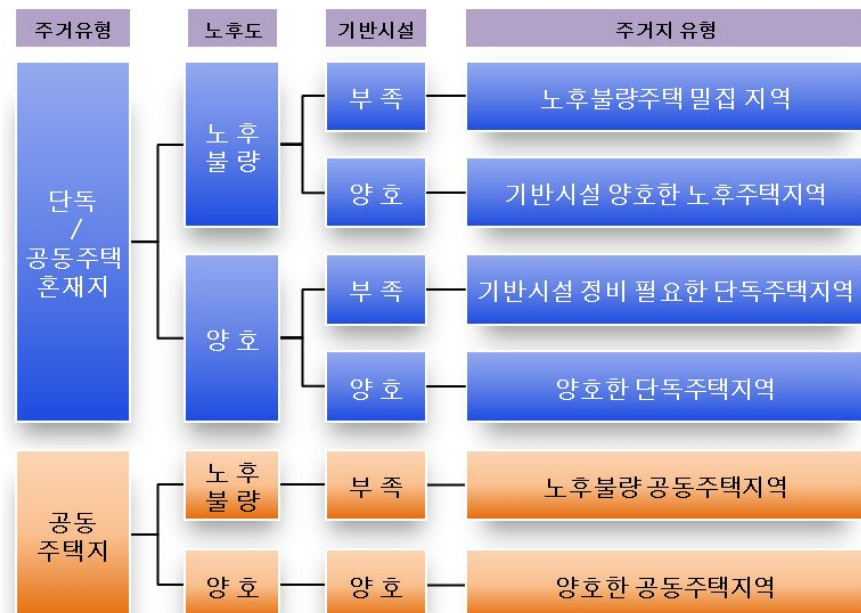 주거유형 노후도 기반시설 주거지 유형
단독
/
공동주택
혼재지
노 후
불 량
부 족
노후불량주택 밀집 지역
양 호
기반시설 양호한 노후주택지역
양 호
부 족
기반시설 정비 필요한 단독주택지역
양 호
양호한 단독주택지역
공동
주택지
노 후
불 량
부 족
노후불량 공동주택지역
양 호
양 호
양호한 공동주택지역